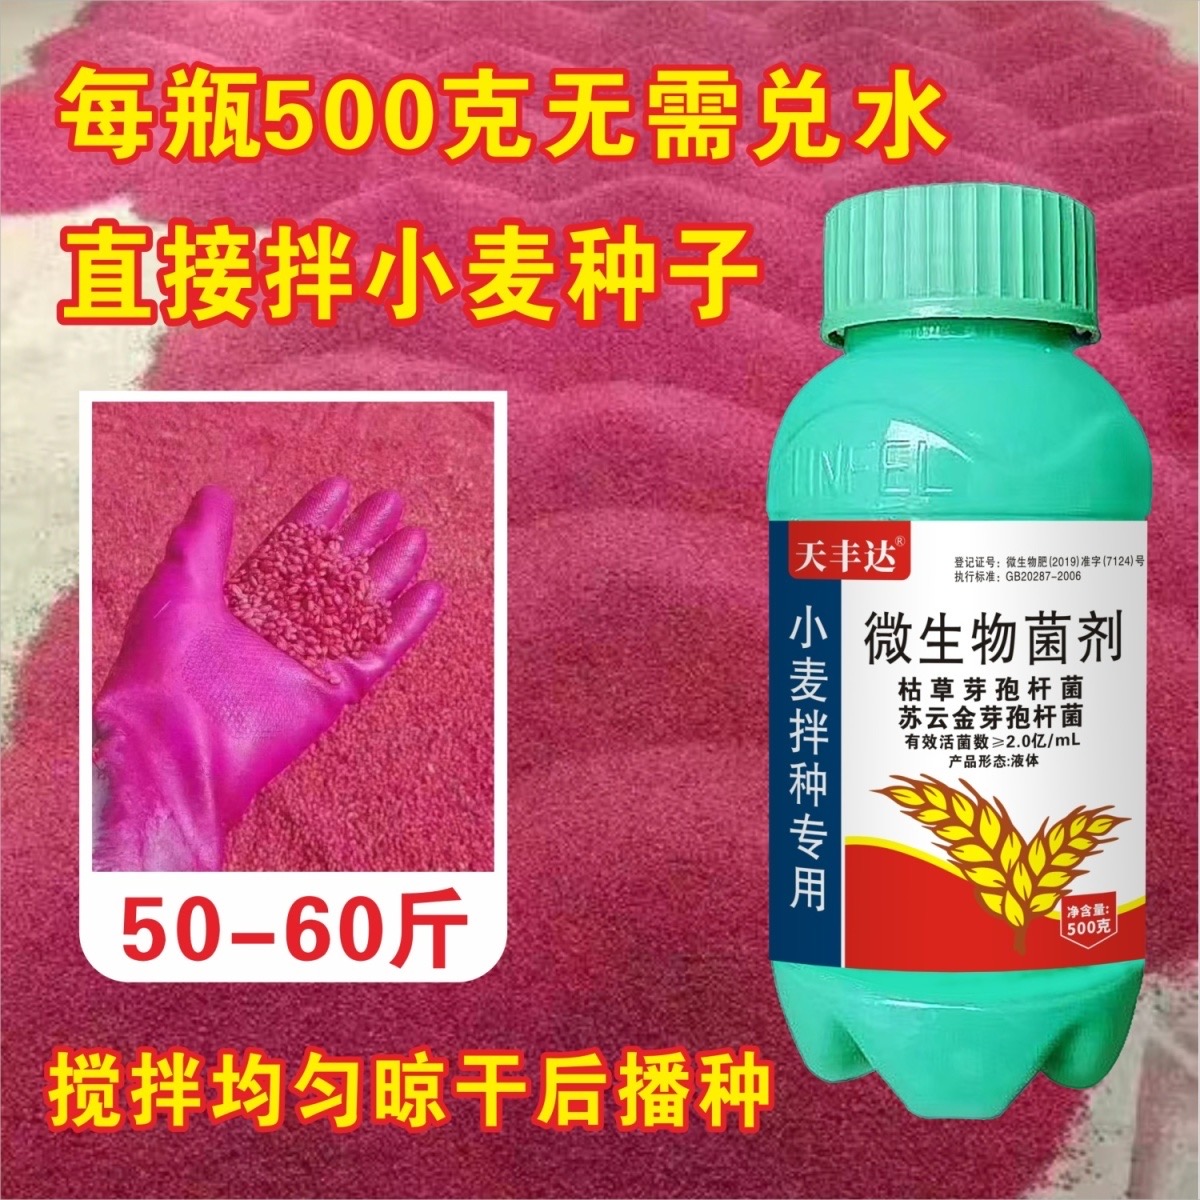 每瓶500克无需兑水
直接拌小麦种子
天丰达®
登记证号：微生物肥(2019)准字(7124)号
执行标准：GB20287-2006
小麦拌种专用
微生物菌剂
枯草芽孢杆菌
苏云金芽孢杆菌
有效活菌数≥2.0亿/mL
产品形态:液体
净含量:
500克
50-60斤
搅拌均匀晾干后播种